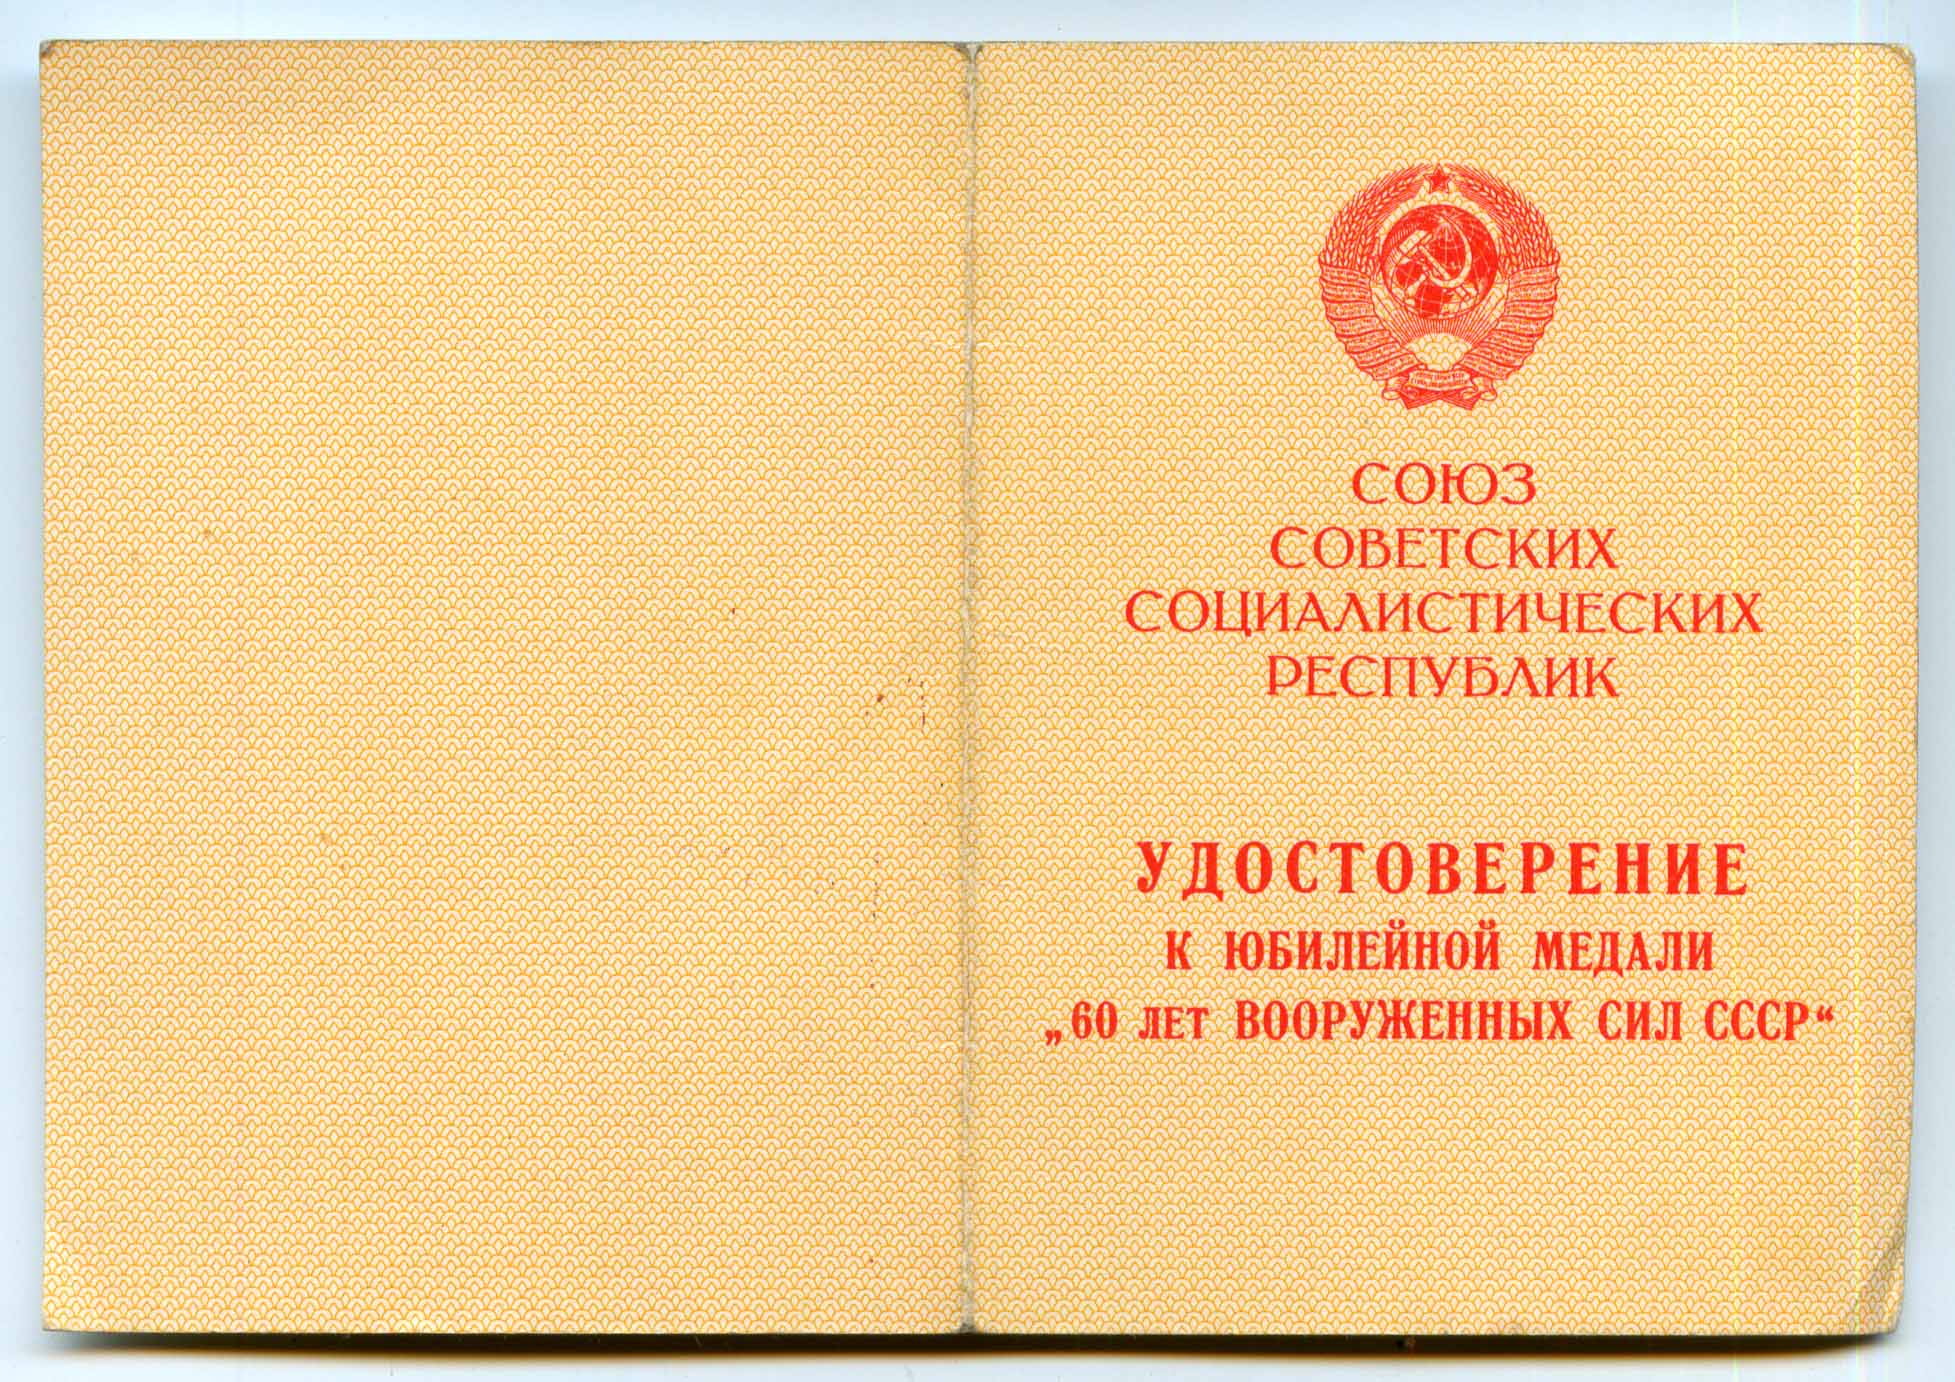 СОЮЗ
СОВЕТСКИХ
СОЦИАЛИСТИЧЕСКИХ
РЕСПУБЛИК
УДОСТОВЕРЕНИЕ
К ЮБИЛЕЙНОЙ МЕДАЛИ
„60 ЛЕТ ВООРУЖЕННЫХ СИЛ СССР“